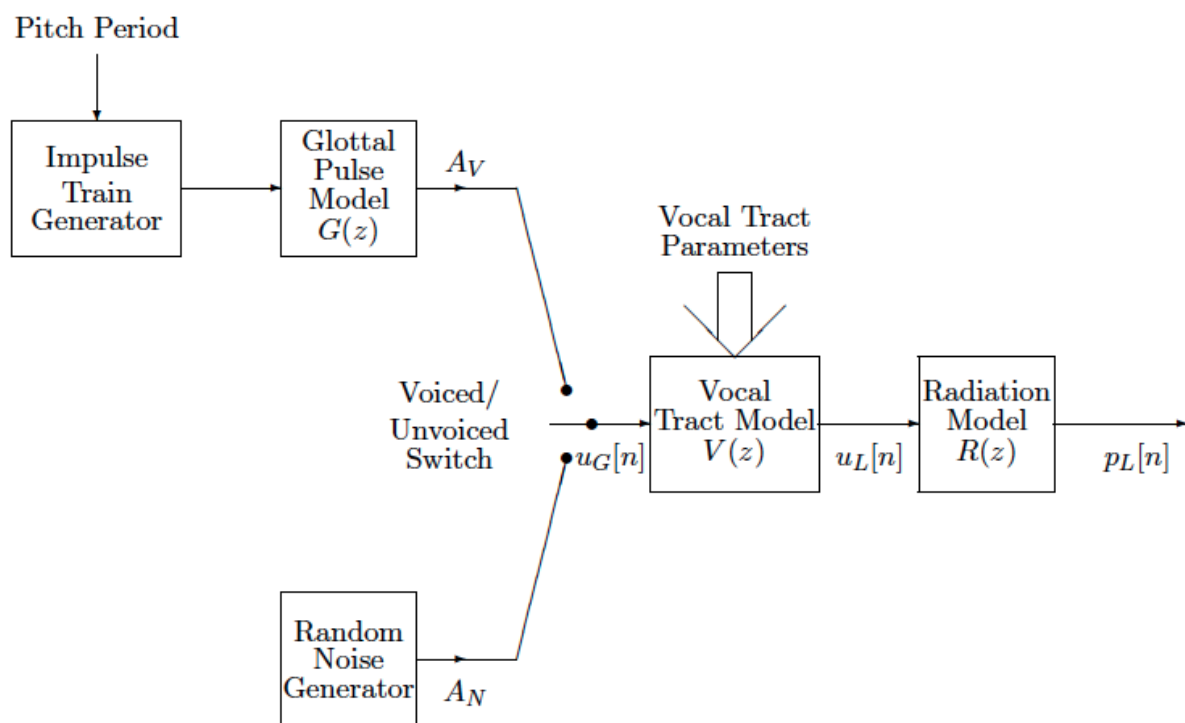 Pitch Period
Impulse
Train
Generator
Glottal
Pulse
Model
G(z)
A_V
Vocal Tract
Parameters
Voiced/
Unvoiced
Switch
u_G[n]
Vocal
Tract Model
V(z)
u_L[n]
Radiation
Model
R(z)
p_L[n]
Random
Noise
Generator
A_N